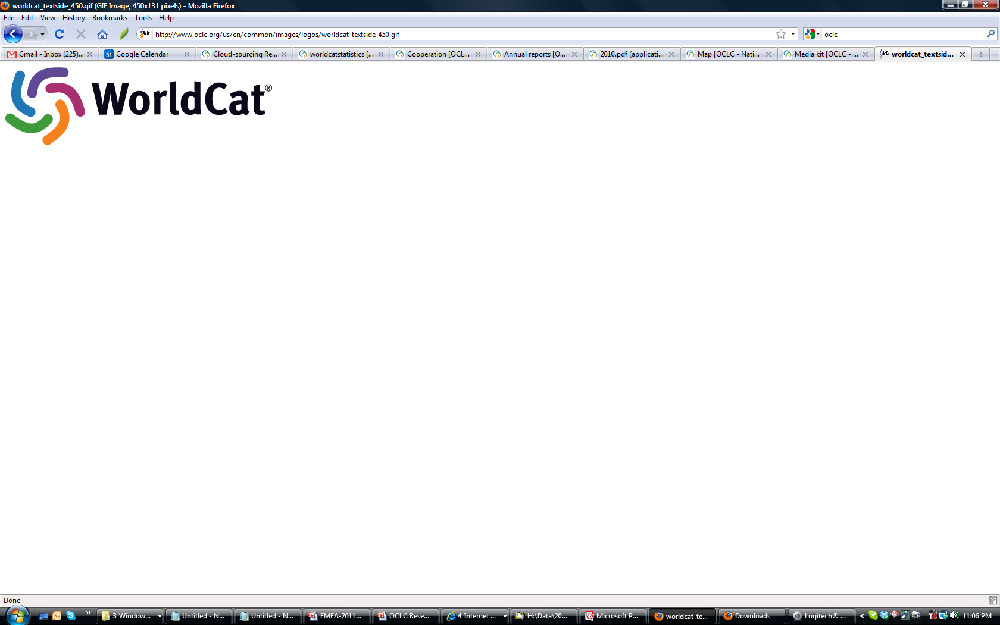 worldcat_textside_450.gif (GIF Image, 450x131 pixels) - Mozilla Firefox
File Edit View History Bookmarks Tools Help
http://www.oclc.org/us/en/common/images/logos/worldcat_textside_450.gif oclc
Gmail - Inbox (225)... 31 Google Calendar Cloud-sourcing Re... worldcatstatistics [... Cooperation [OCL... Annual reports [O... 2010.pdf (applicati... Map [OCLC - Nati... Media kit [OCLC - ... worldcat_textsid...
WorldCat®
Done
3 Window... Untitled - N... Untitled - N... EMEA-2011... OCLC Rese... 4 Internet ... H:\Data\20... Microsoft P... worldcat_te... Downloads Logitech® ... 11:06 PM